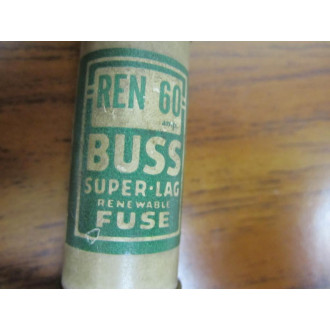 REN 60
BUSS
SUPER·LAG
RENEWABLE
FUSE